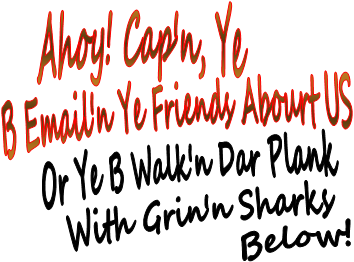 Ahoy! Cap'n, Ye
B Email'n Ye Friends Abourt US
Or Ye B Walk'n Dar Plank
With Grin'n Sharks
Below!